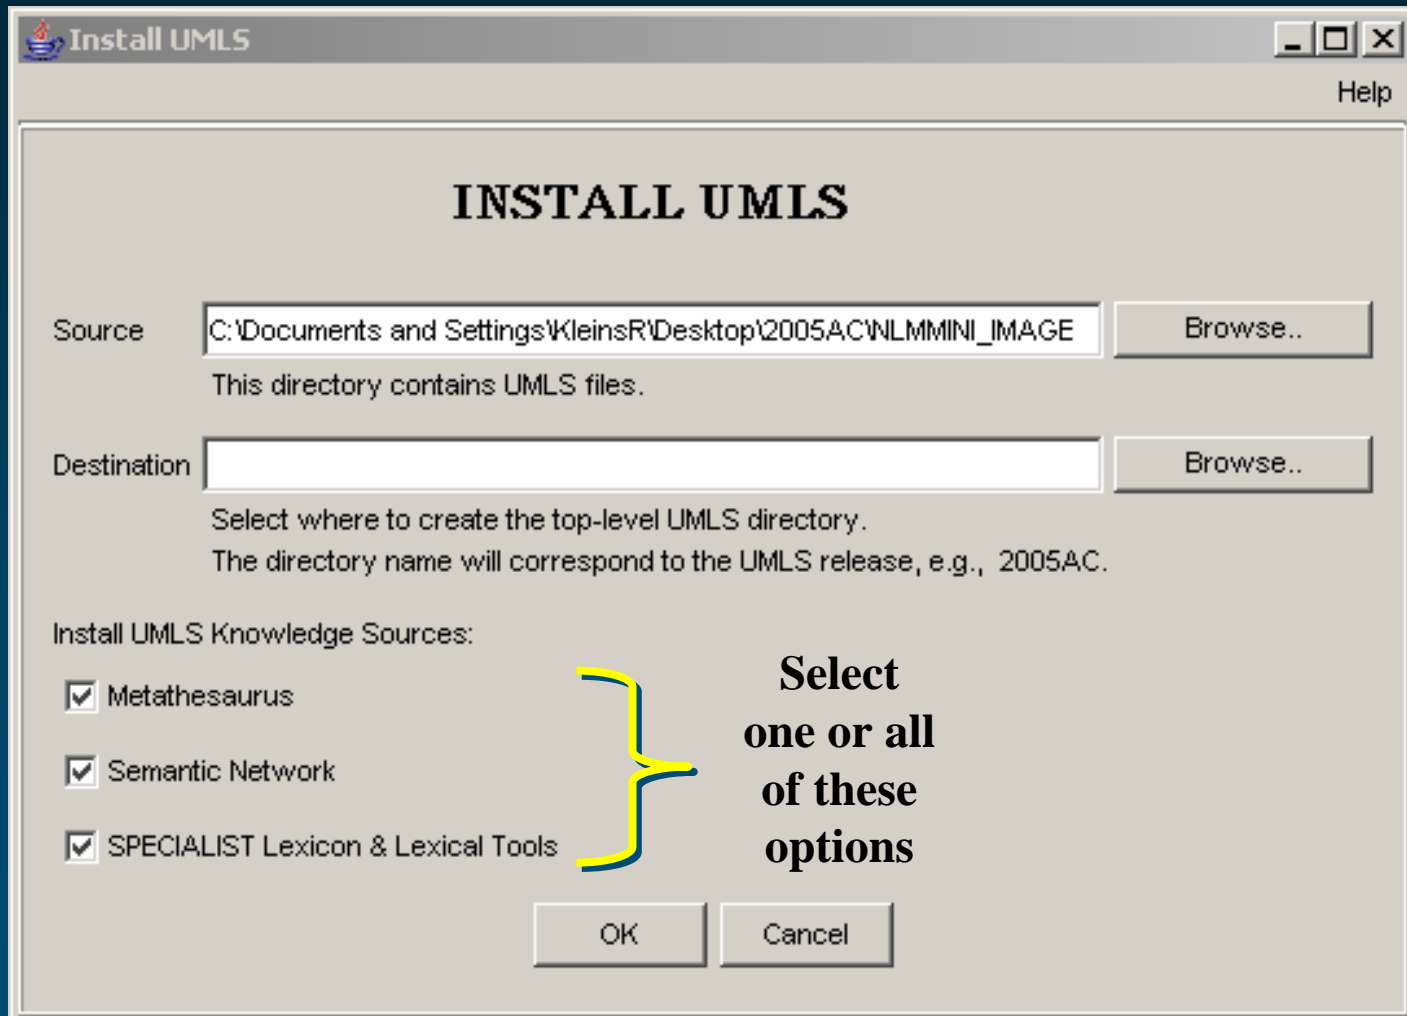 Install UMLS
Help
INSTALL UMLS
Source C:\Documents and Settings\KleinsR\Desktop\2005AC\NLMMINI_IMAGE Browse..
This directory contains UMLS files.
Destination Browse..
Select where to create the top-level UMLS directory.
The directory name will correspond to the UMLS release, e.g., 2005AC.
Install UMLS Knowledge Sources:
Metathesaurus
Semantic Network
SPECIALIST Lexicon & Lexical Tools
Select
one or all
of these
options
OK Cancel